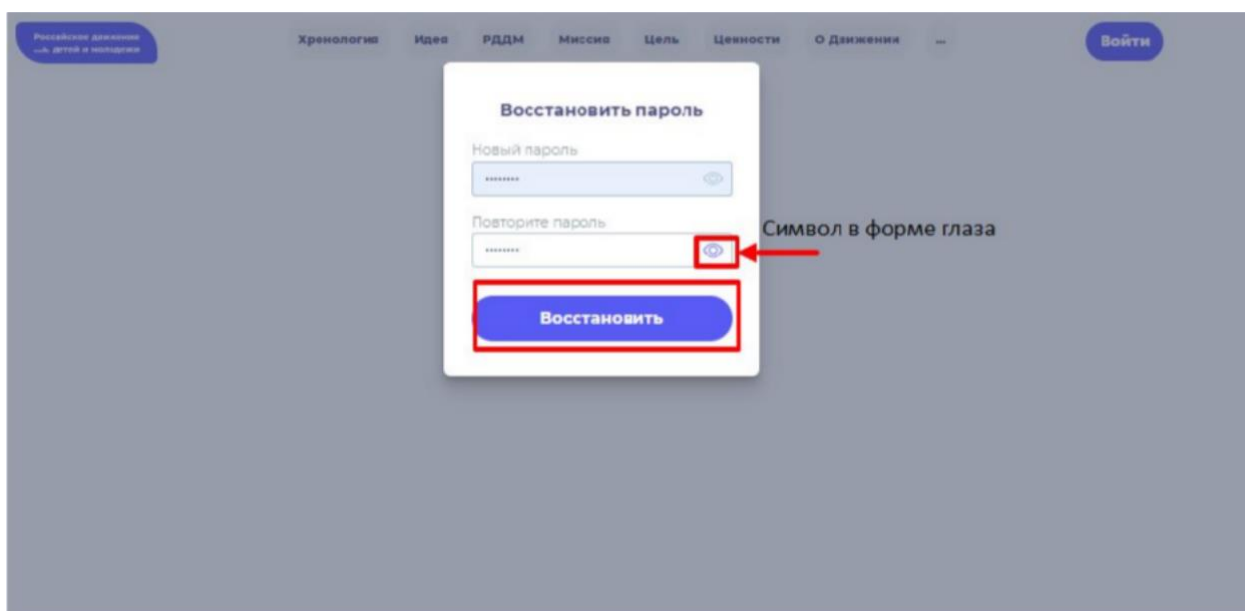 Российское движение
детей и молодежи
Хронология Идея РДДМ Миссия Цель Ценности О Движении ...
Войти
Восстановить пароль
Новый пароль
••••••••
Повторите пароль
••••••••
Символ в форме глаза
Восстановить